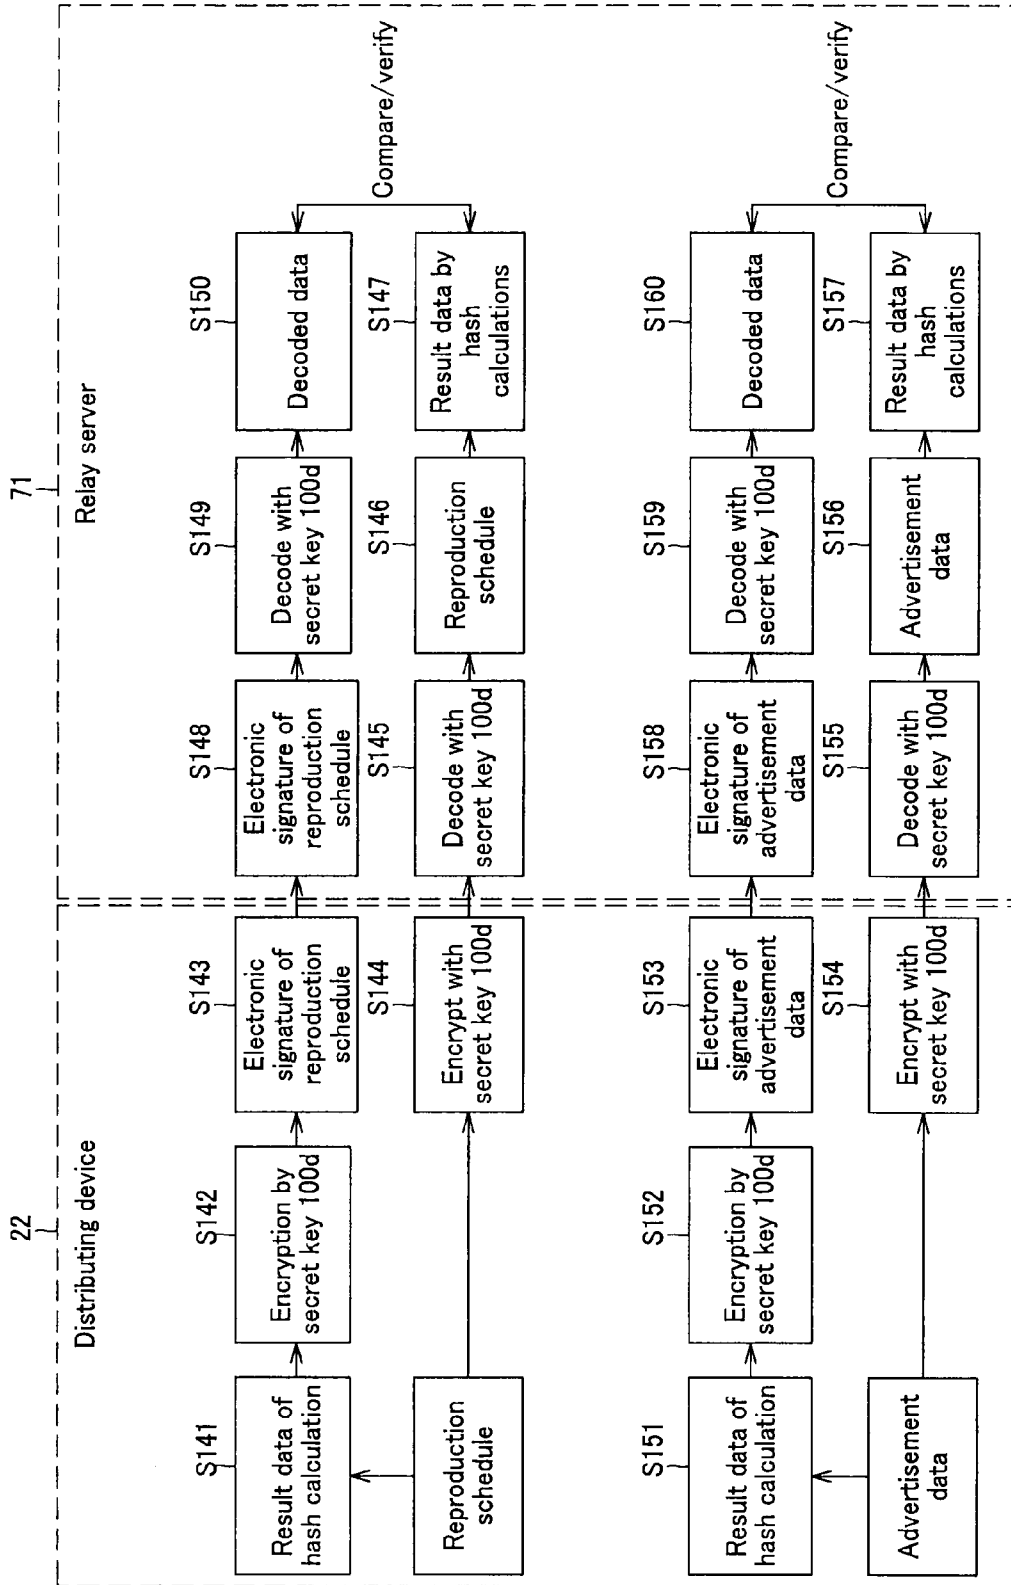 22
Distributing device
71
Relay server
S141
Result data of
hash calculation
S142
Encryption by
secret key 100d
S143
Electronic
signature of
reproduction
schedule
S148
Electronic
signature of
reproduction
schedule
S149
Decode with
secret key 100d
S150
Decoded data
Reproduction
schedule
S144
Encrypt with
secret key 100d
S145
Decode with
secret key 100d
S146
Reproduction
schedule
S147
Result data by
hash
calculations
Compare/verify
S151
Result data of
hash calculation
S152
Encryption by
secret key 100d
S153
Electronic
signature of
advertisement
data
S158
Electronic
signature of
advertisement
data
S159
Decode with
secret key 100d
S160
Decoded data
Advertisement
data
S154
Encrypt with
secret key 100d
S155
Decode with
secret key 100d
S156
Advertisement
data
S157
Result data by
hash
calculations
Compare/verify